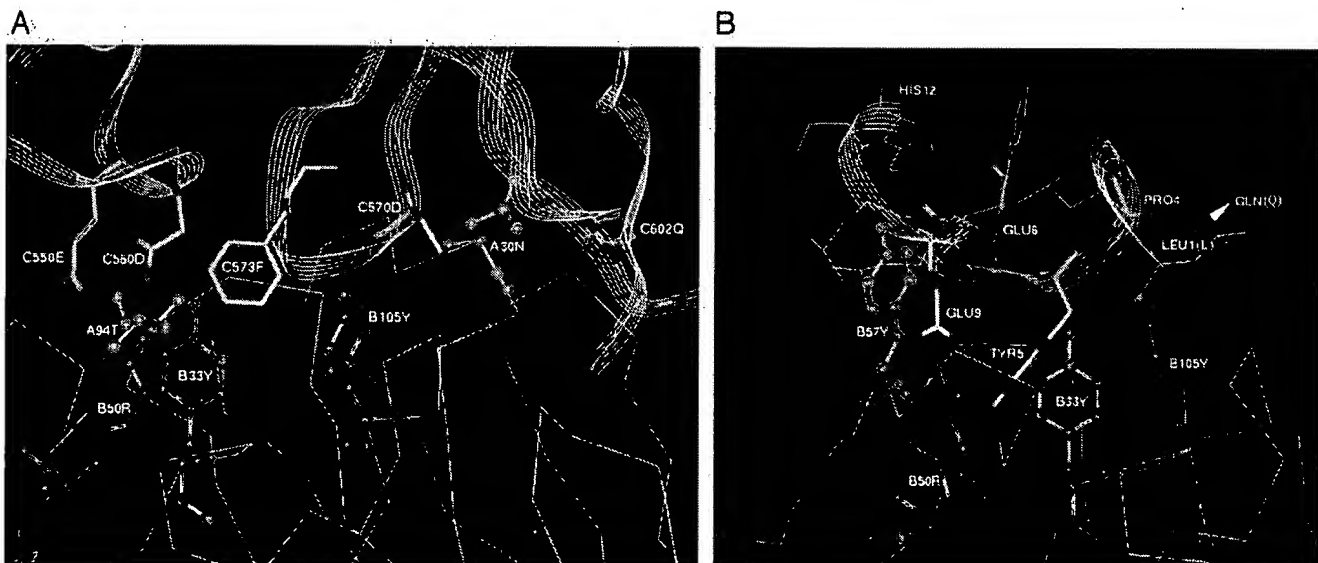 A
B
C550E
C560D
C573F
C570D
A30N
C602Q
A94T
B33Y
B105Y
B50R
HIS12
PRO4
GLN(Q)
GLU6
LEU1(L)
B57Y
GLU9
TYR5
B105Y
B33Y
B50R